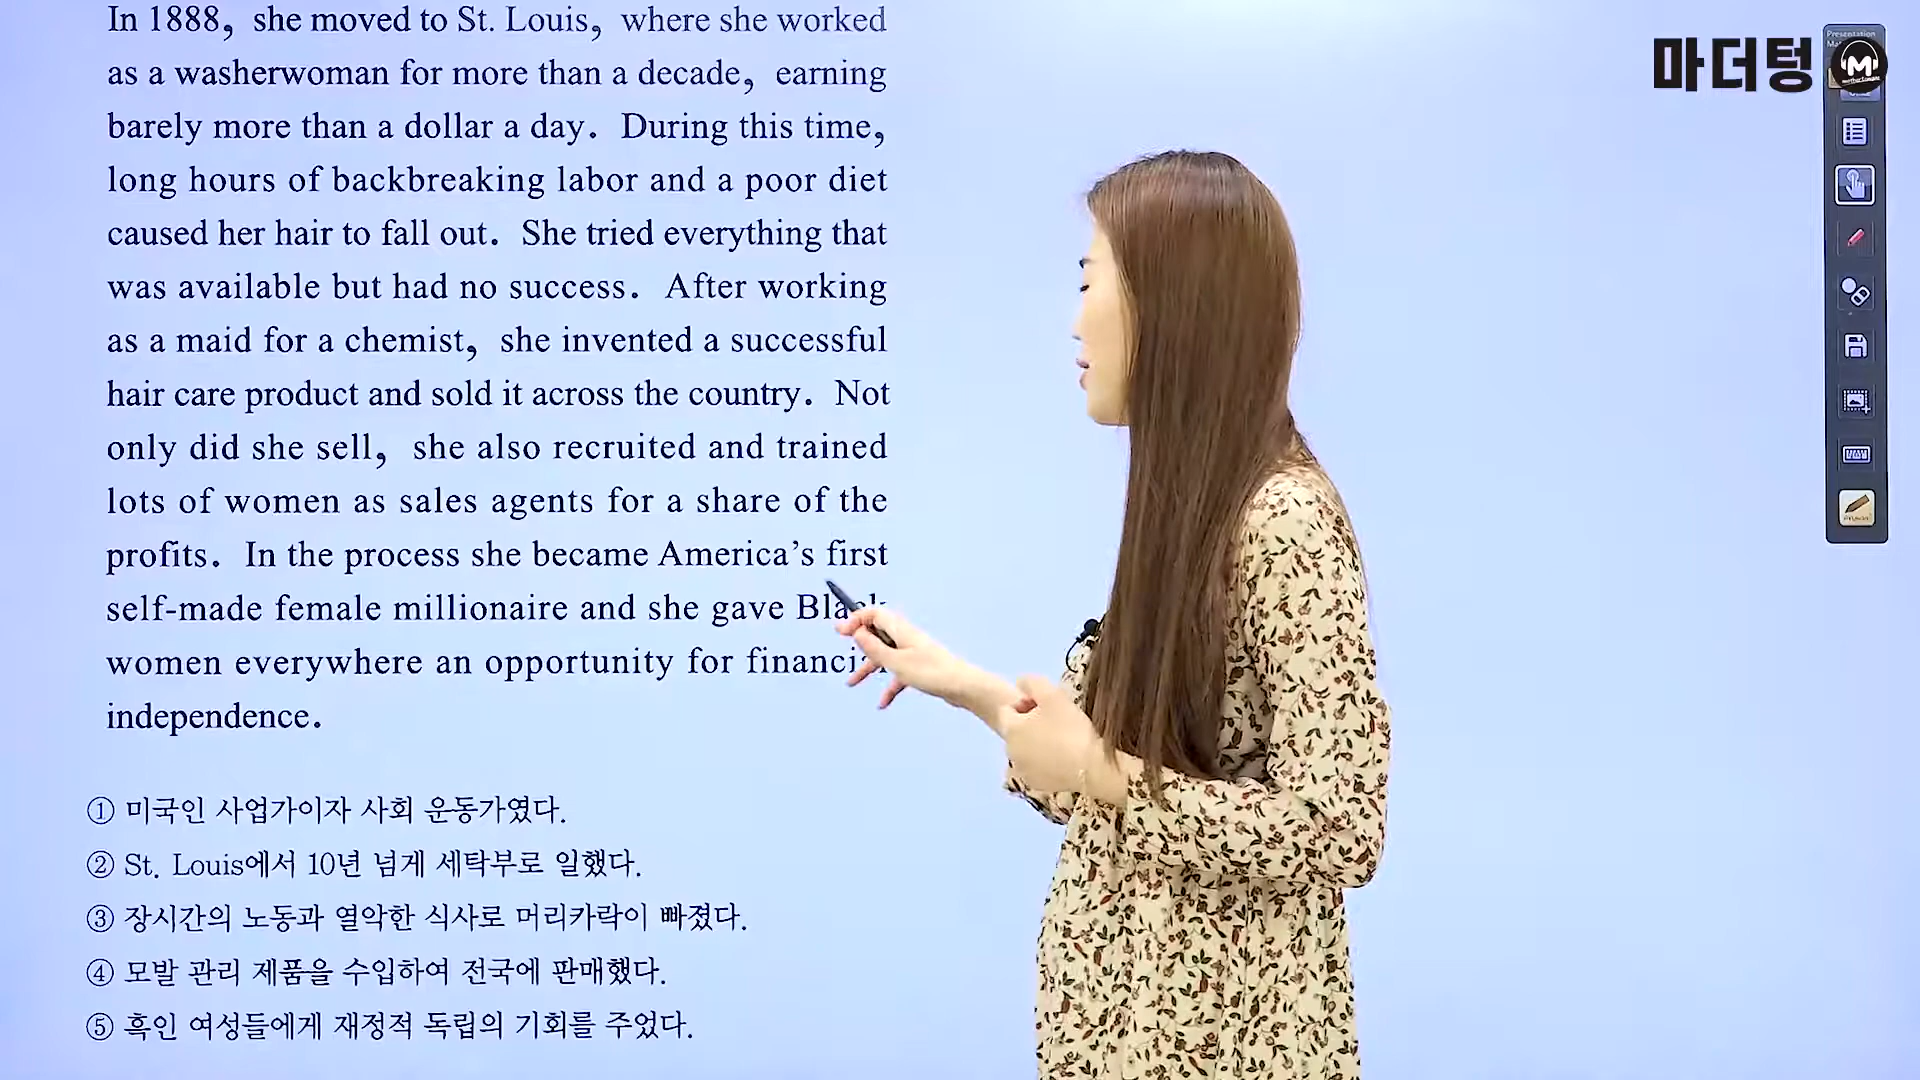 In 1888, she moved to St. Louis, where she worked
as a washerwoman for more than a decade, earning
barely more than a dollar a day. During this time,
long hours of backbreaking labor and a poor diet
caused her hair to fall out. She tried everything that
was available but had no success. After working
as a maid for a chemist, she invented a successful
hair care product and sold it across the country. Not
only did she sell, she also recruited and trained
lots of women as sales agents for a share of the
profits. In the process she became America's first
self-made female millionaire and she gave Black
women everywhere an opportunity for financial
independence.
① 미국인 사업가이자 사회 운동가였다.
② St. Louis에서 10년 넘게 세탁부로 일했다.
③ 장시간의 노동과 열악한 식사로 머리카락이 빠졌다.
④ 모발 관리 제품을 수입하여 전국에 판매했다.
⑤ 흑인 여성들에게 재정적 독립의 기회를 주었다.
마더텅
M
Presentation